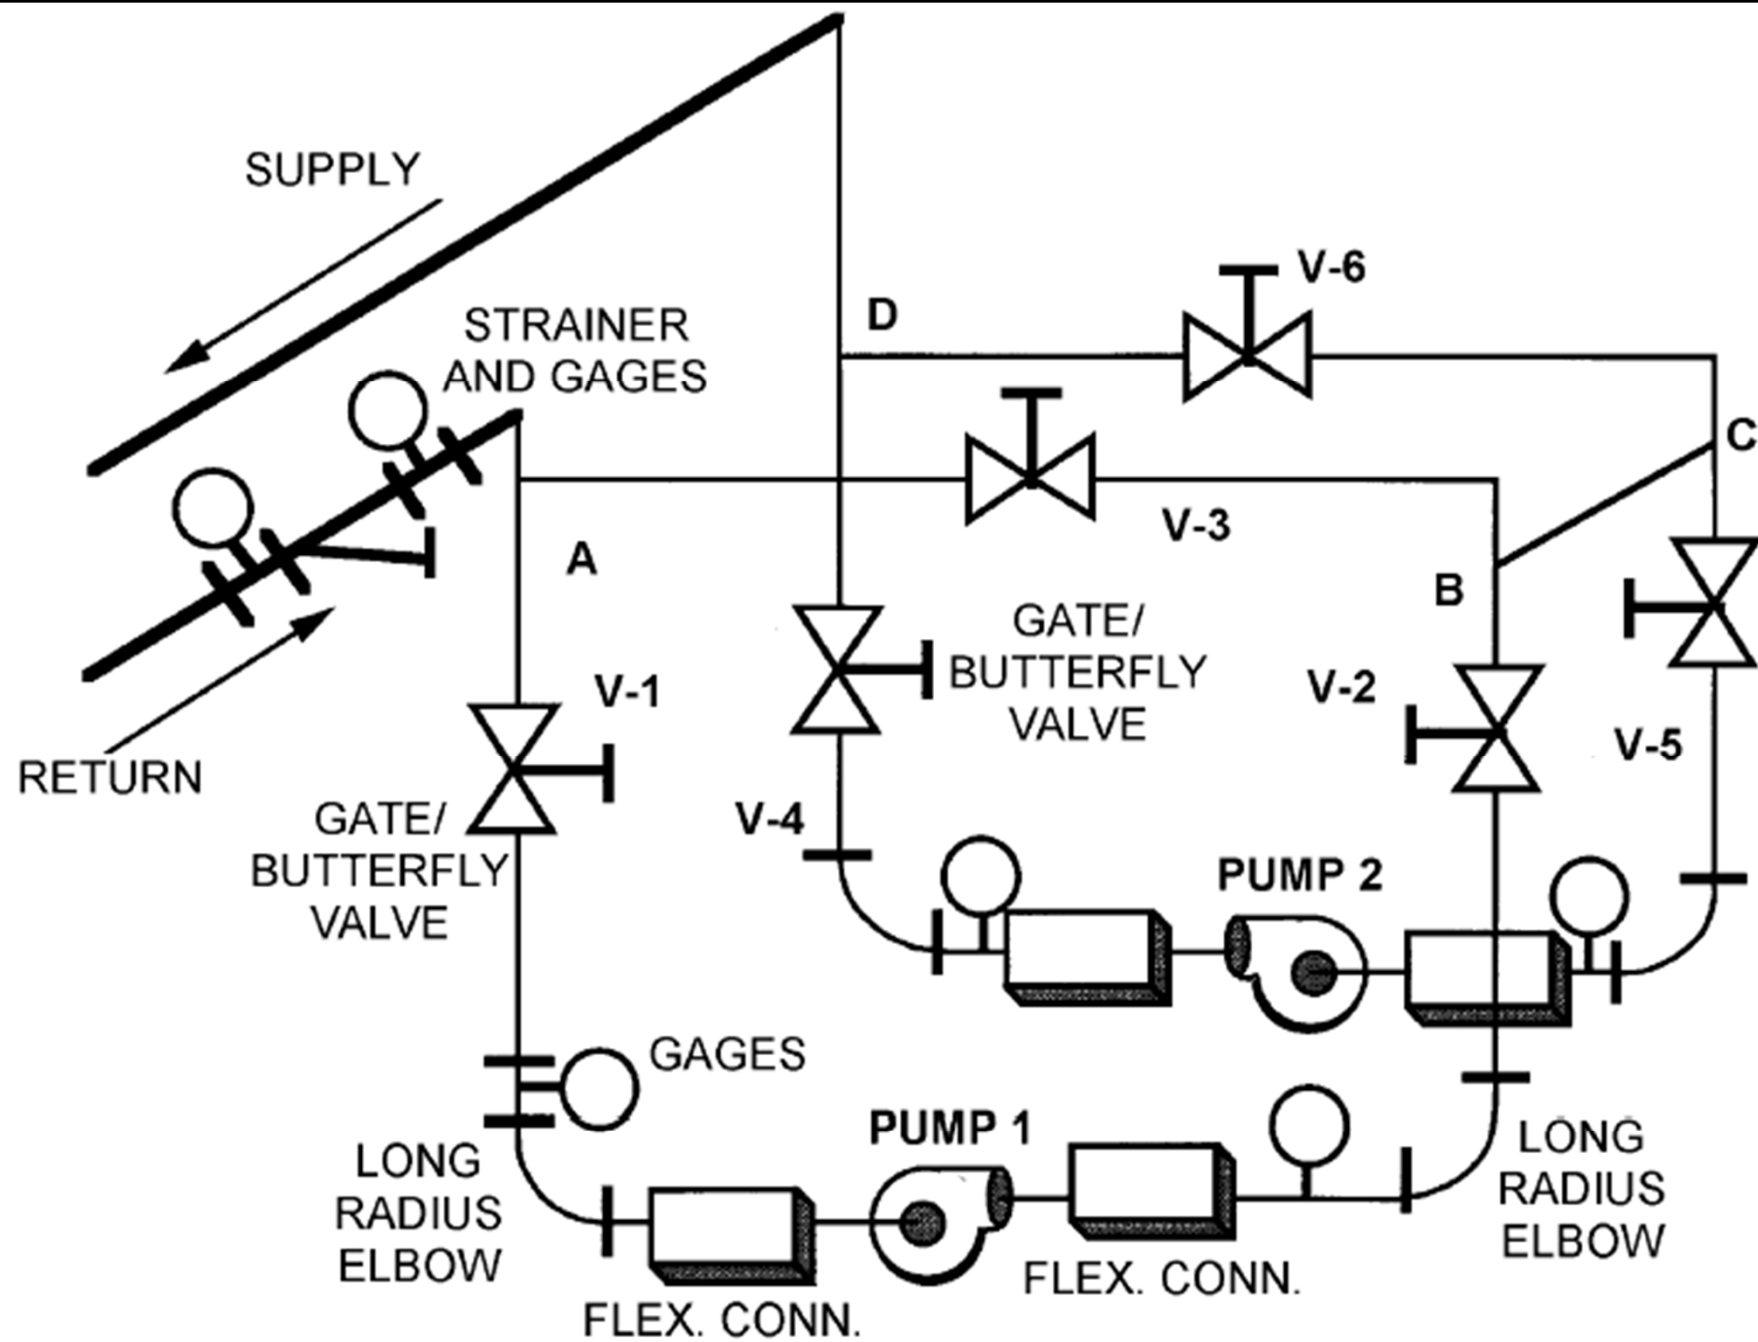 SUPPLY
V-6
D
STRAINER
AND GAGES
C
V-3
A
B
GATE/
BUTTERFLY
VALVE
V-1
V-2
V-5
RETURN
GATE/
BUTTERFLY
VALVE
V-4
PUMP 2
GAGES
PUMP 1
LONG
RADIUS
ELBOW
LONG
RADIUS
ELBOW
FLEX. CONN.
FLEX. CONN.